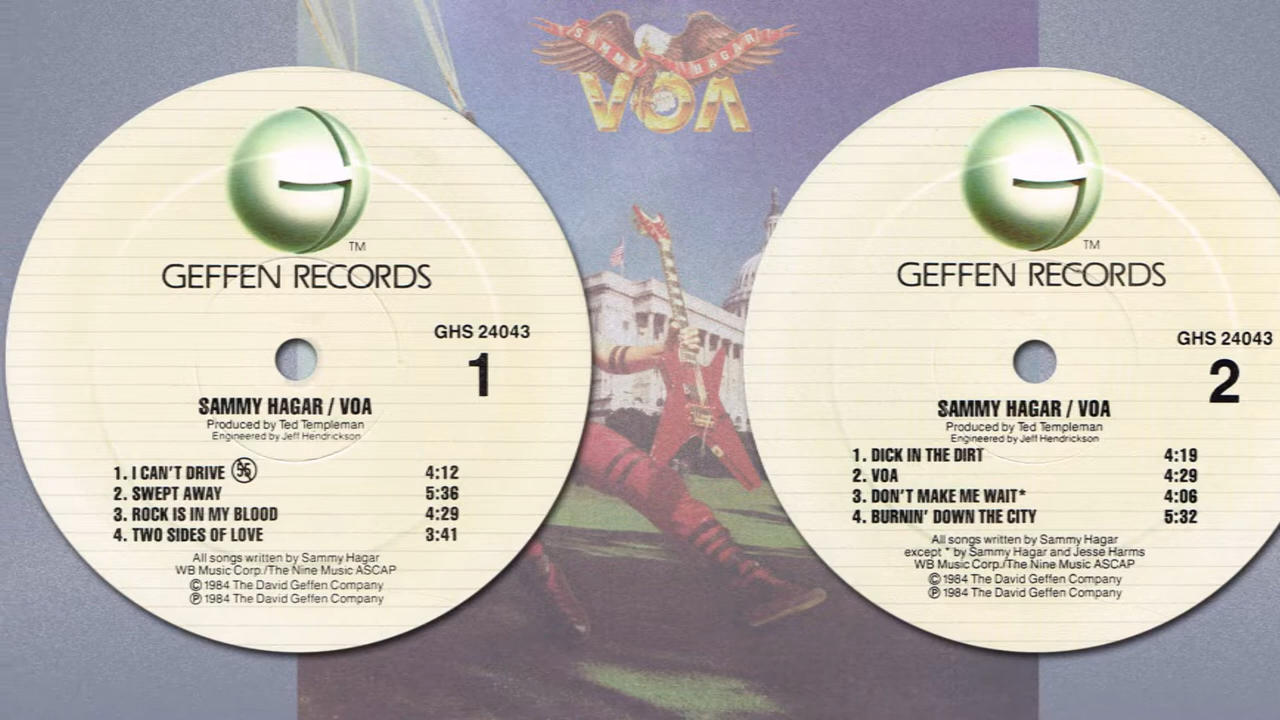 SAMMY HAGAR
VOA
TM
GEFFEN RECORDS
GHS 24043
1
SAMMY HAGAR / VOA
Produced by Ted Templeman
Engineered by Jeff Hendrickson
1. I CAN'T DRIVE 55 4:12
2. SWEPT AWAY 5:36
3. ROCK IS IN MY BLOOD 4:29
4. TWO SIDES OF LOVE 3:41
All songs written by Sammy Hagar
WB Music Corp./The Nine Music ASCAP
Ⓒ 1984 The David Geffen Company
Ⓟ 1984 The David Geffen Company
TM
GEFFEN RECORDS
GHS 24043
2
SAMMY HAGAR / VOA
Produced by Ted Templeman
Engineered by Jeff Hendrickson
1. DICK IN THE DIRT 4:19
2. VOA 4:29
3. DON'T MAKE ME WAIT* 4:06
4. BURNIN' DOWN THE CITY 5:32
All songs written by Sammy Hagar
except * by Sammy Hagar and Jesse Harms
WB Music Corp./The Nine Music ASCAP
Ⓒ 1984 The David Geffen Company
Ⓟ 1984 The David Geffen Company